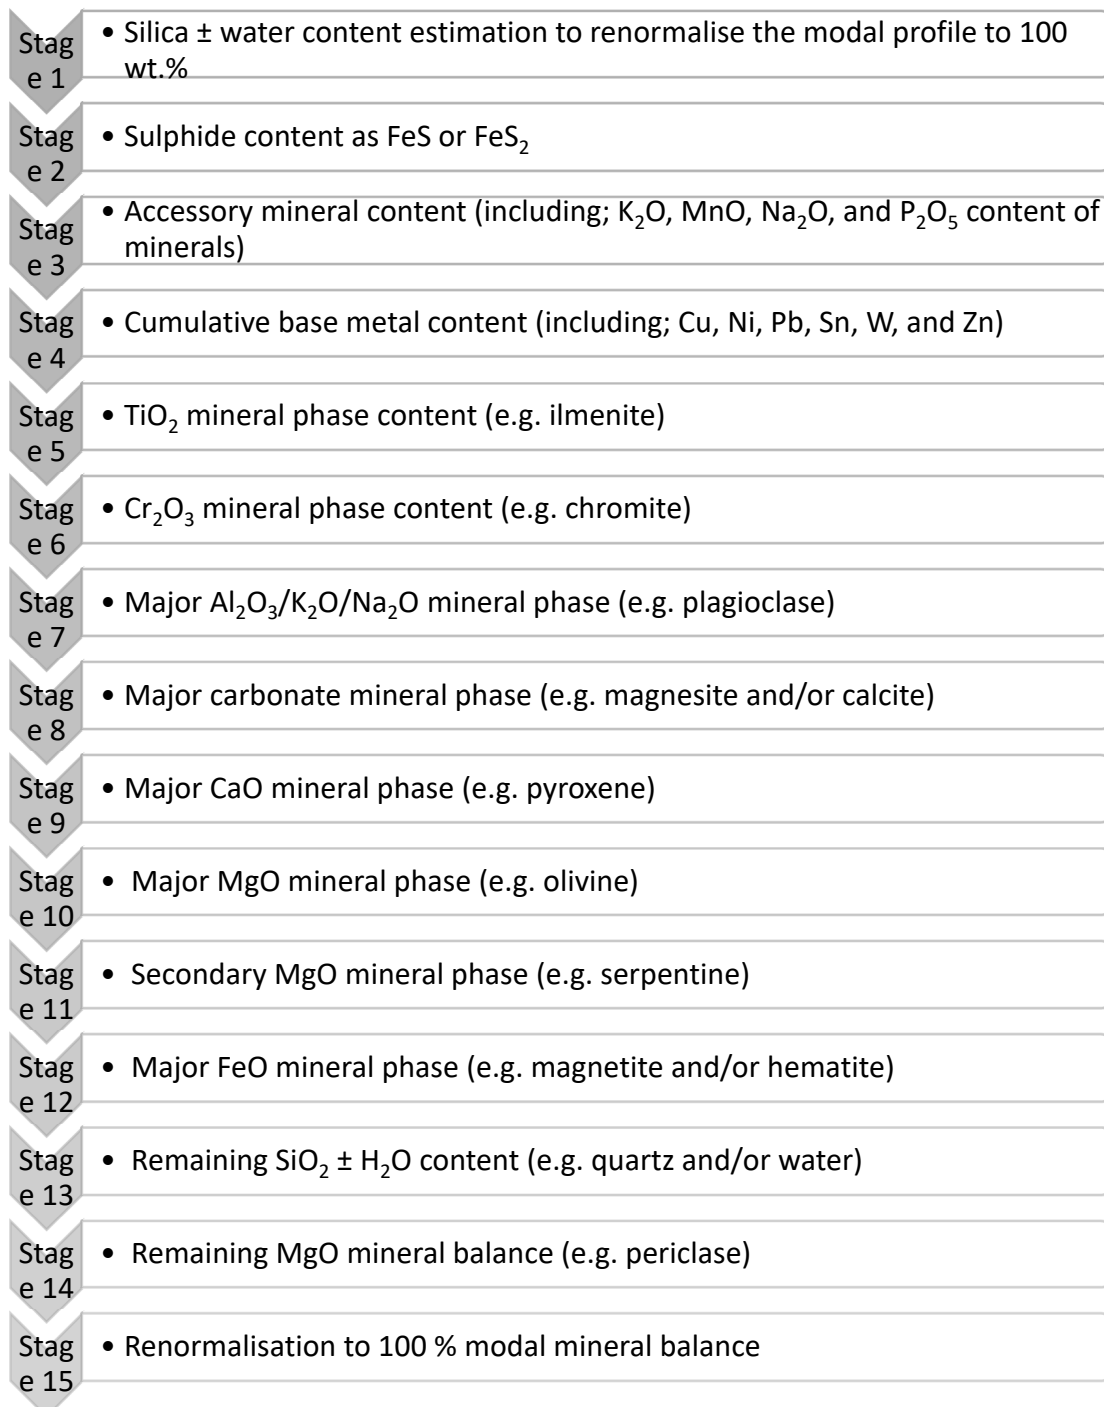 Stag
e 1
• Silica ± water content estimation to renormalise the modal profile to 100
wt.%
Stag
e 2
• Sulphide content as FeS or FeS₂
Stag
e 3
• Accessory mineral content (including; K₂O, MnO, Na₂O, and P₂O₅ content of
minerals)
Stag
e 4
• Cumulative base metal content (including; Cu, Ni, Pb, Sn, W, and Zn)
Stag
e 5
• TiO₂ mineral phase content (e.g. ilmenite)
Stag
e 6
• Cr₂O₃ mineral phase content (e.g. chromite)
Stag
e 7
• Major Al₂O₃/K₂O/Na₂O mineral phase (e.g. plagioclase)
Stag
e 8
• Major carbonate mineral phase (e.g. magnesite and/or calcite)
Stag
e 9
• Major CaO mineral phase (e.g. pyroxene)
Stag
e 10
• Major MgO mineral phase (e.g. olivine)
Stag
e 11
• Secondary MgO mineral phase (e.g. serpentine)
Stag
e 12
• Major FeO mineral phase (e.g. magnetite and/or hematite)
Stag
e 13
• Remaining SiO₂ ± H₂O content (e.g. quartz and/or water)
Stag
e 14
• Remaining MgO mineral balance (e.g. periclase)
Stag
e 15
• Renormalisation to 100 % modal mineral balance